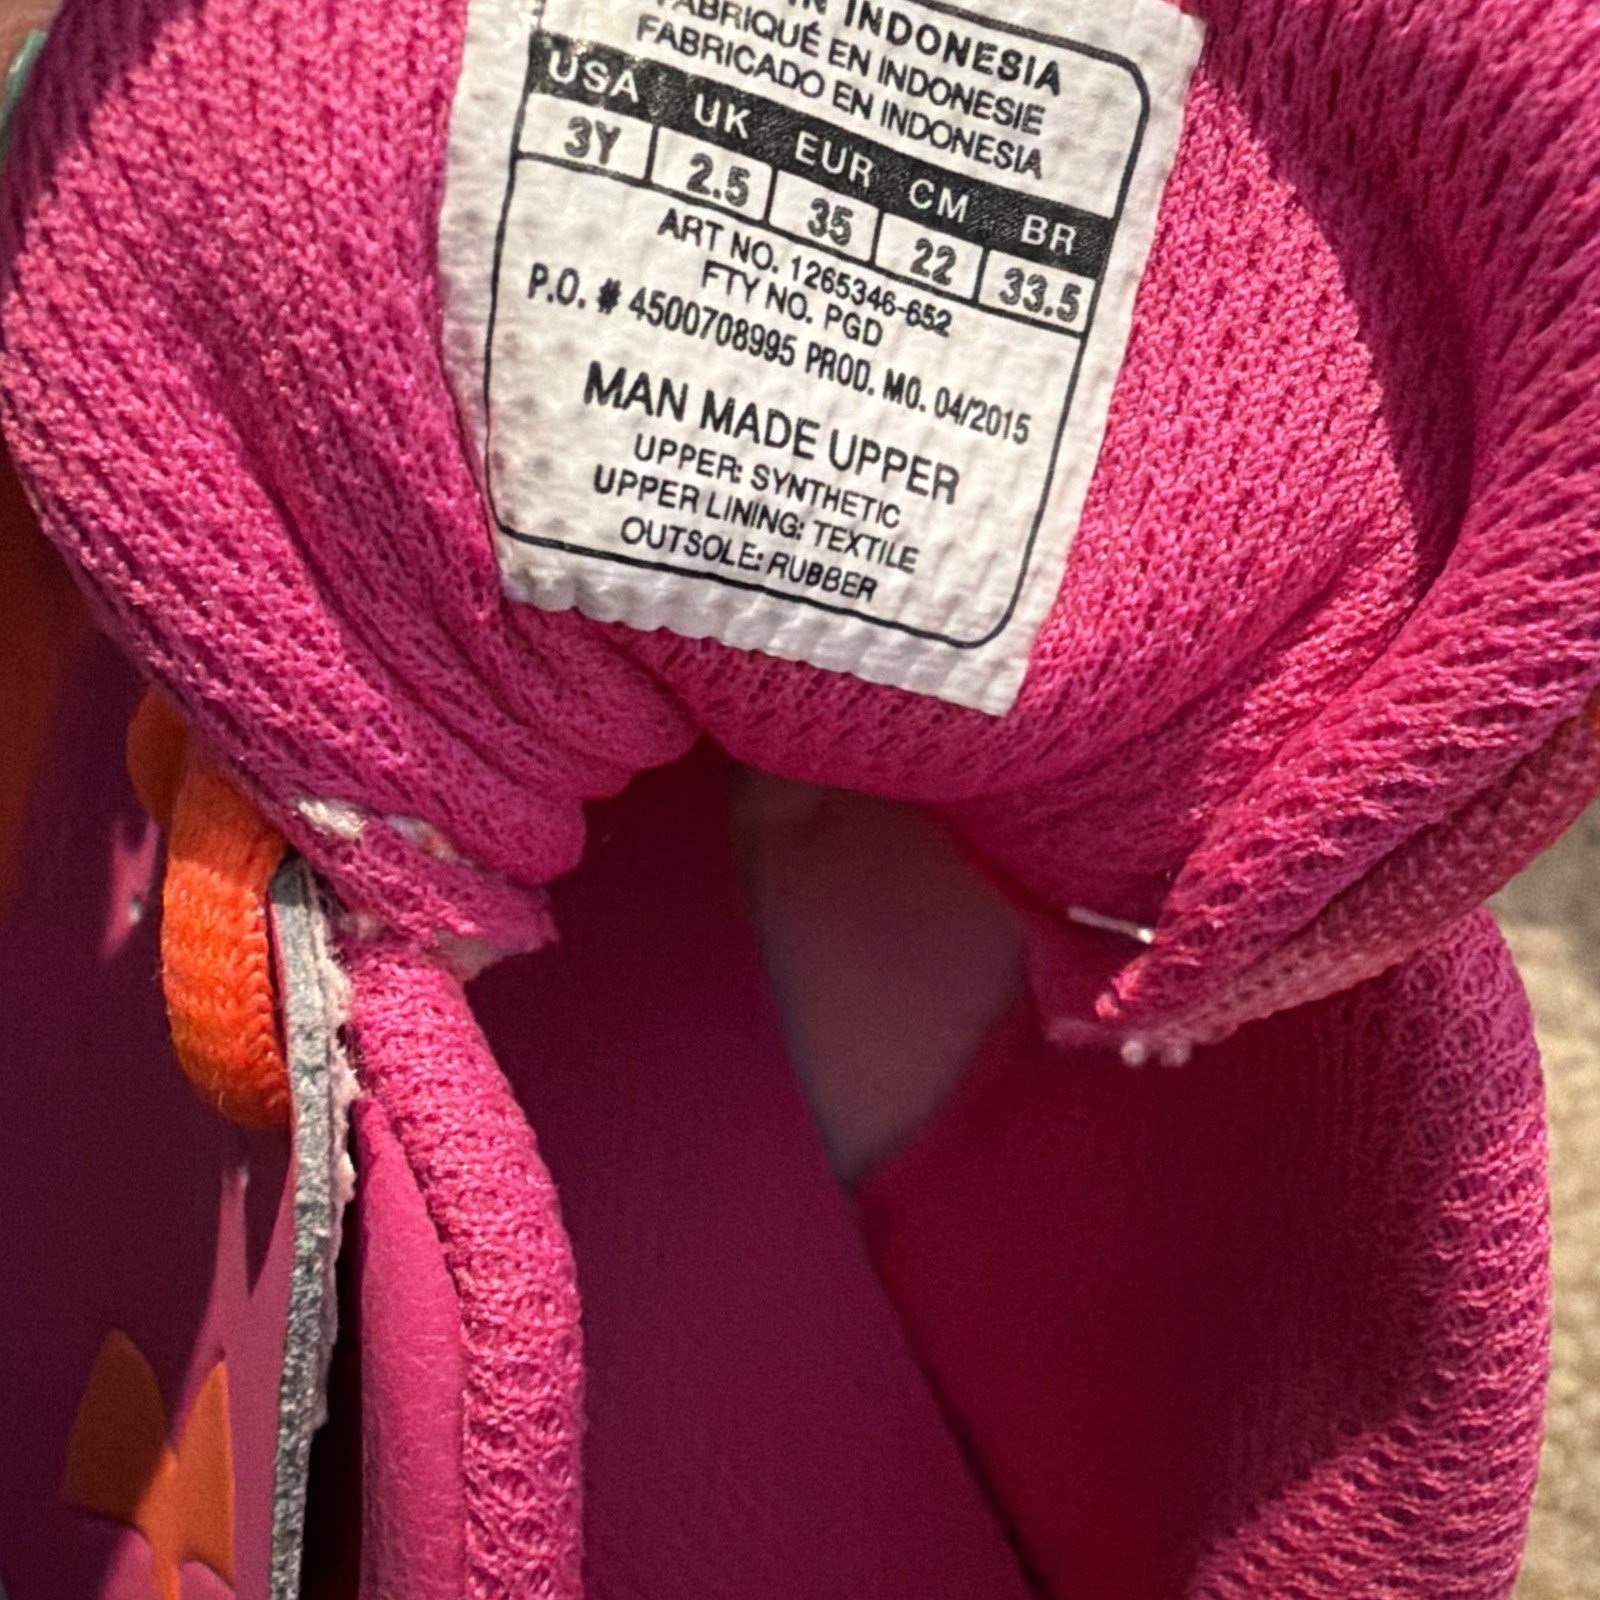 IN INDONESIA
FABRIQUÉ EN INDONESIE
FABRICADO EN INDONESIA
USA UK EUR CM BR
3Y 2.5 35 22 33.5
ART NO. 1265346-652
FTY NO. PGD
P.O. # 4500708995 PROD. MO. 04/2015
MAN MADE UPPER
UPPER: SYNTHETIC
UPPER LINING: TEXTILE
OUTSOLE: RUBBER